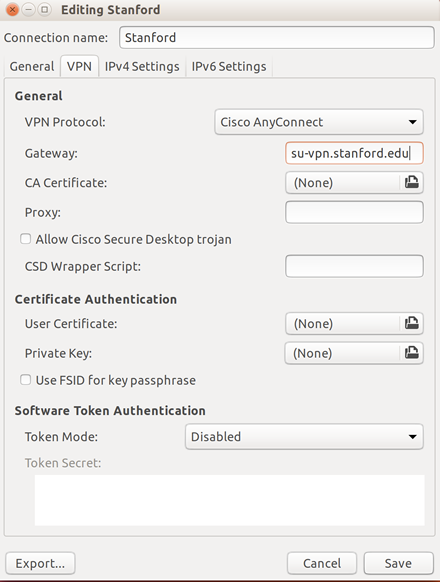 Editing Stanford
Connection name: Stanford
General VPN IPv4 Settings IPv6 Settings
General
VPN Protocol: Cisco AnyConnect
Gateway: su-vpn.stanford.edu
CA Certificate: (None)
Proxy:
Allow Cisco Secure Desktop trojan
CSD Wrapper Script:
Certificate Authentication
User Certificate: (None)
Private Key: (None)
Use FSID for key passphrase
Software Token Authentication
Token Mode: Disabled
Token Secret:
Export... Cancel Save